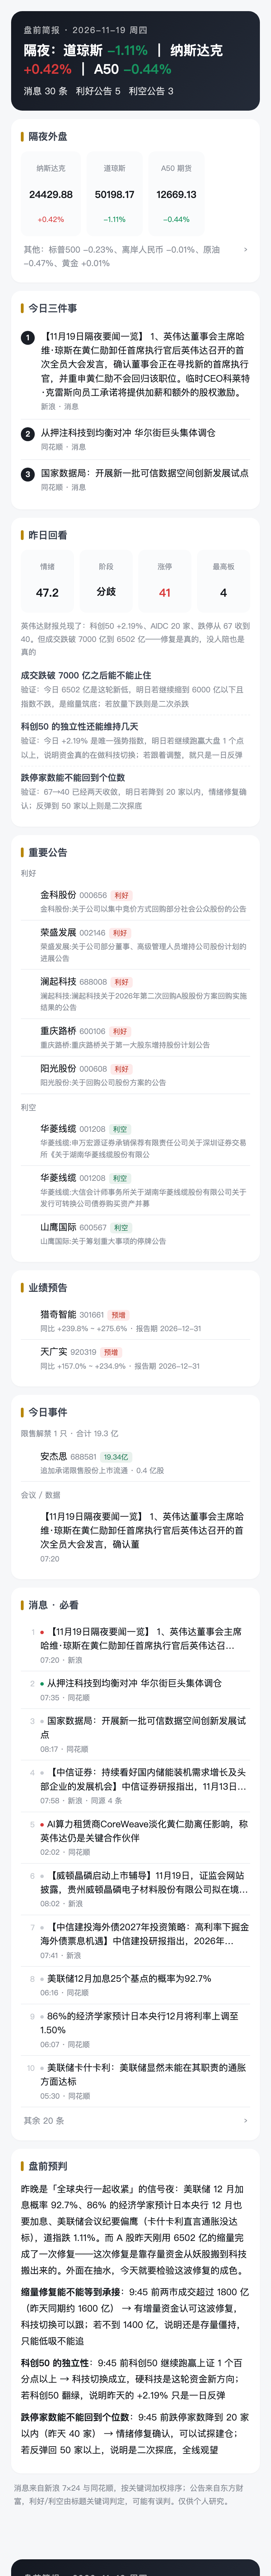 盘前简报 · 2026-11-19 周四
隔夜：道琼斯 -1.11% ｜ 纳斯达克
+0.42% ｜ A50 -0.44%
消息 30 条 利好公告 5 利空公告 3
隔夜外盘
纳斯达克
24429.88
+0.42%
道琼斯
50198.17
-1.11%
A50 期货
12669.13
-0.44%
其他：标普500 -0.23%、离岸人民币 -0.01%、原油
-0.47%、黄金 +0.01%
›
今日三件事
1
【11月19日隔夜要闻一览】 1、英伟达董事会主席哈
维·琼斯在黄仁勋卸任首席执行官后英伟达召开的首
次全员大会发言，确认董事会正在寻找新的首席执行
官，并重申黄仁勋不会回归该职位。临时CEO科莱特
·克雷斯向员工承诺将提供加薪和额外的股权激励。
新浪 · 消息
2
从押注科技到均衡对冲 华尔街巨头集体调仓
同花顺 · 消息
3
国家数据局：开展新一批可信数据空间创新发展试点
同花顺 · 消息
昨日回看
情绪
47.2
阶段
分歧
涨停
41
最高板
4
英伟达财报兑现了：科创50 +2.19%、AIDC 20 家、跌停从 67 收到
40。但成交跌破 7000 亿到 6502 亿——修复是真的，没人陪也是
真的
成交跌破 7000 亿之后能不能止住
验证：今日 6502 亿是这轮新低，明日若继续缩到 6000 亿以下且
指数不跌，是缩量筑底；若放量下跌则是二次杀跌
科创50 的独立性还能维持几天
验证：今日 +2.19% 是唯一强势指数，明日若继续跑赢大盘 1 个点
以上，说明资金真的在做科技切换；若跟着调整，就只是一日反弹
跌停家数能不能回到个位数
验证：67→40 已经两天收敛，明日若降到 20 家以内，情绪修复确
认；反弹到 50 家以上则是二次探底
重要公告
利好
金科股份 000656 利好
金科股份:关于公司以集中竞价方式回购部分社会公众股份的公告
荣盛发展 002146 利好
荣盛发展:关于公司部分董事、高级管理人员增持公司股份计划的
进展公告
澜起科技 688008 利好
澜起科技:澜起科技关于2026年第二次回购A股股份方案回购实施
结果的公告
重庆路桥 600106 利好
重庆路桥:重庆路桥关于第一大股东增持股份计划公告
阳光股份 000608 利好
阳光股份:关于回购公司股份方案的公告
利空
华菱线缆 001208 利空
华菱线缆:申万宏源证券承销保荐有限责任公司关于深圳证券交易
所《关于湖南华菱线缆股份有限公
华菱线缆 001208 利空
华菱线缆:大信会计师事务所关于湖南华菱线缆股份有限公司关于
发行可转换公司债券购买资产并募
山鹰国际 600567 利空
山鹰国际:关于筹划重大事项的停牌公告
业绩预告
猎奇智能 301661 预增
同比 +239.8% ~ +275.6% · 报告期 2026-12-31
天广实 920319 预增
同比 +157.0% ~ +234.9% · 报告期 2026-12-31
今日事件
限售解禁 1 只 · 合计 19.3 亿
安杰思 688581 19.34亿
追加承诺限售股份上市流通 · 0.4 亿股
会议 / 数据
【11月19日隔夜要闻一览】 1、英伟达董事会主席哈
维·琼斯在黄仁勋卸任首席执行官后英伟达召开的首
次全员大会发言，确认董
07:20
消息 · 必看
1 【11月19日隔夜要闻一览】 1、英伟达董事会主席
哈维·琼斯在黄仁勋卸任首席执行官后英伟达召...
07:20 · 新浪
2 从押注科技到均衡对冲 华尔街巨头集体调仓
07:35 · 同花顺
3 国家数据局：开展新一批可信数据空间创新发展试
点
08:17 · 同花顺
4 【中信证券：持续看好国内储能装机需求增长及头
部企业的发展机会】中信证券研报指出，11月13日...
07:58 · 新浪 · 同源 4 条
5 AI算力租赁商CoreWeave淡化黄仁勋离任影响，称
英伟达仍是关键合作伙伴
02:02 · 同花顺
6 【威顿晶磷启动上市辅导】11月19日，证监会网站
披露，贵州威顿晶磷电子材料股份有限公司拟在境...
08:02 · 新浪
7 【中信建投海外债2027年投资策略：高利率下掘金
海外债票息机遇】中信建投研报指出，2026年...
07:41 · 新浪
8 美联储12月加息25个基点的概率为92.7%
06:16 · 同花顺
9 86%的经济学家预计日本央行12月将利率上调至
1.50%
06:07 · 同花顺
10 美联储卡什卡利：美联储显然未能在其职责的通胀
方面达标
05:30 · 同花顺
其余 20 条
›
盘前预判
昨晚是「全球央行一起收紧」的信号夜：美联储 12 月加
息概率 92.7%、86% 的经济学家预计日本央行 12 月也
要加息、美联储会议纪要偏鹰（卡什卡利直言通胀没达
标），道指跌 1.11%。而 A 股昨天刚用 6502 亿的缩量完
成了一次修复——这次修复是靠存量资金从妖股搬到科技
搬出来的。外面在抽水，今天就要检验这波修复的成色。
缩量修复能不能等到承接：9:45 前两市成交超过 1800 亿
（昨天同期约 1600 亿） → 有增量资金认可这波修复，
科技切换可以跟；若不到 1400 亿，说明还是存量僵持，
只能低吸不能追
科创50 的独立性：9:45 前科创50 继续跑赢上证 1 个百
分点以上 → 科技切换成立，硬科技是这轮资金新方向；
若科创50 翻绿，说明昨天的 +2.19% 只是一日反弹
跌停家数能不能回到个位数：9:45 前跌停家数降到 20 家
以内（昨天 40 家） → 情绪修复确认，可以试探建仓；
若反弹回 50 家以上，说明是二次探底，全线观望
消息来自新浪 7×24 与同花顺，按关键词加权排序；公告来自东方财
富，利好/利空由标题关键词判定，可能有误判。仅供个人研究。